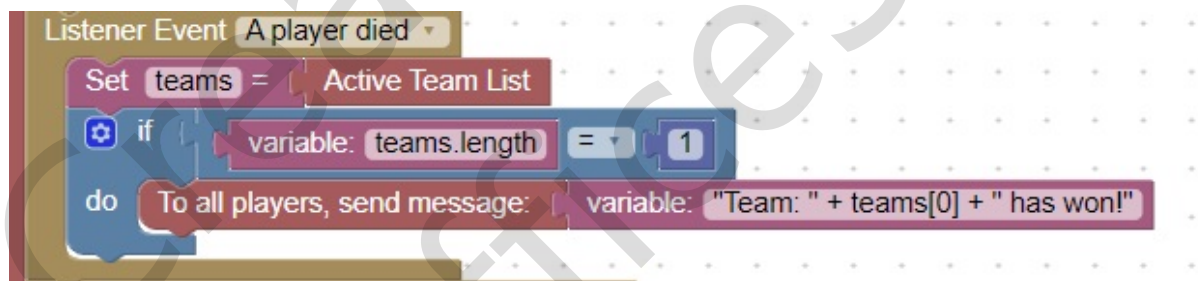 Listener Event A player died
Set teams = Active Team List
if variable: teams.length = 1
do To all players, send message: variable: "Team: " + teams[0] + " has won!"